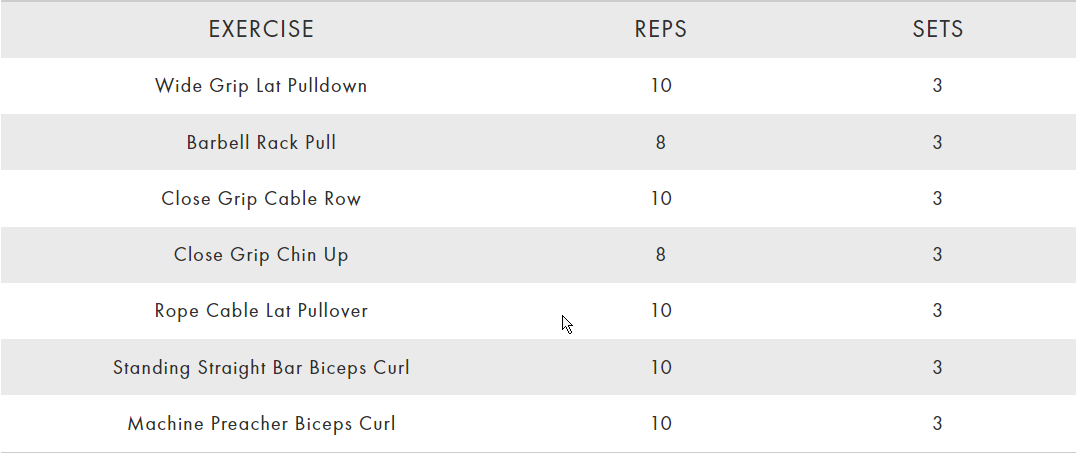 EXERCISE REPS SETS
Wide Grip Lat Pulldown 10 3
Barbell Rack Pull 8 3
Close Grip Cable Row 10 3
Close Grip Chin Up 8 3
Rope Cable Lat Pullover 10 3
Standing Straight Bar Biceps Curl 10 3
Machine Preacher Biceps Curl 10 3